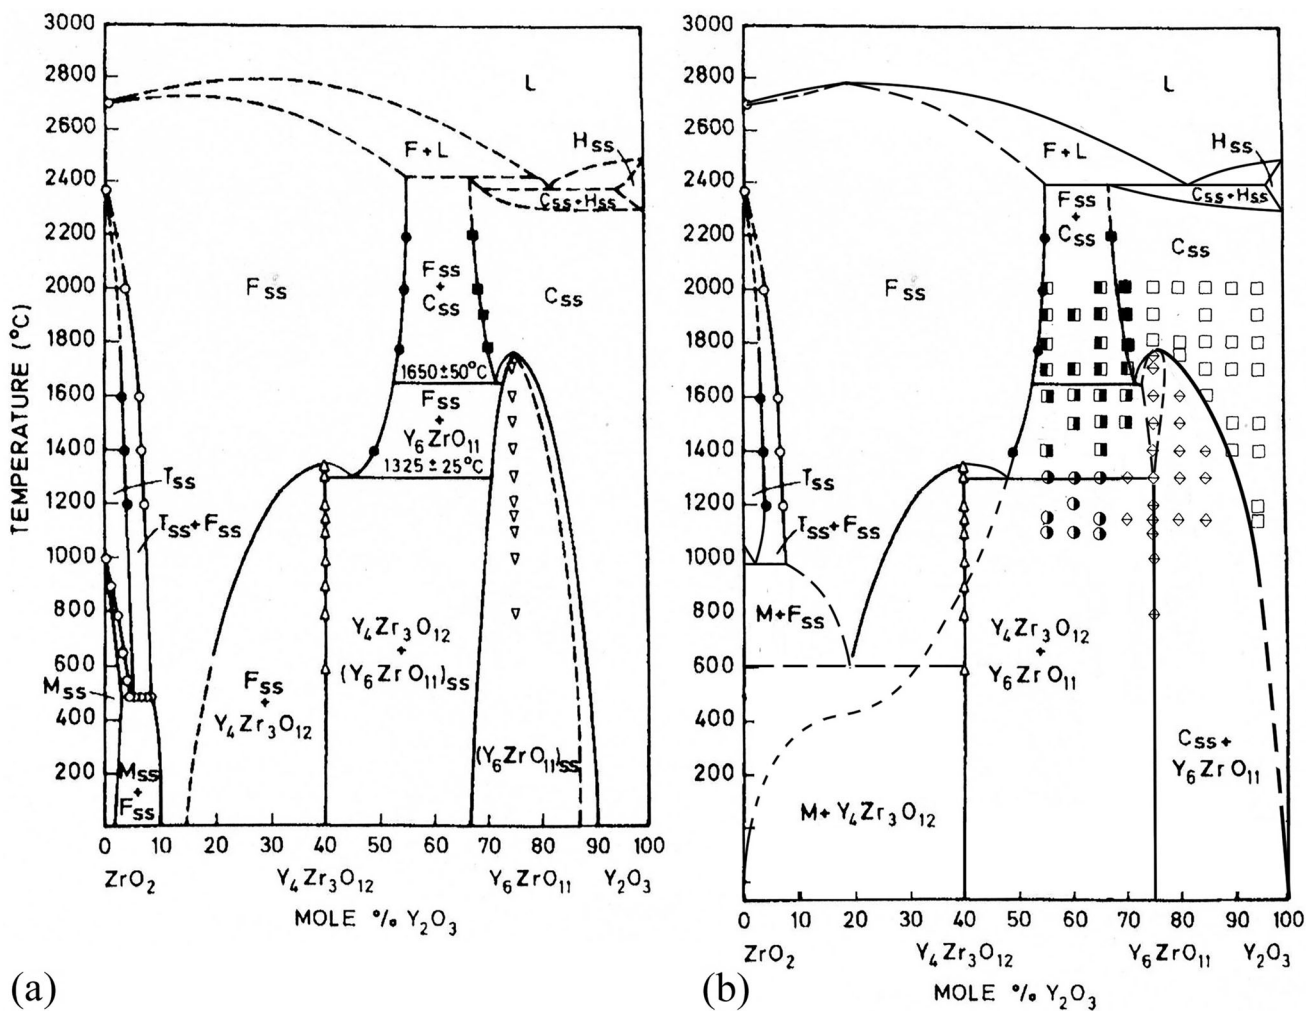 3000
2800
2600
2400
2200
2000
1800
1600
1400
1200
1000
800
600
400
200
TEMPERATURE (°C)
L
Hss
F+L
Css+Hss
Fss
Fss
+
Css
Css
1650±50°C
Fss
+
Y6ZrO11
1325±25°C
Tss
Tss+Fss
Mss
Mss
+
Fss
Fss
+
Y4Zr3O12
Y4Zr3O12
+
(Y6ZrO11)ss
(Y6ZrO11)ss
0 10 20 30 40 50 60 70 80 90 100
ZrO2 Y4Zr3O12 Y6ZrO11 Y2O3
MOLE % Y2O3
(a)
3000
2800
2600
2400
2200
2000
1800
1600
1400
1200
1000
800
600
400
200
L
Hss
F+L
Css+Hss
Fss
+
Css
Css
Fss
Tss
Tss+Fss
M+Fss
Y4Zr3O12
+
Y6ZrO11
Css+
Y6ZrO11
M+Y4Zr3O12
0 10 20 30 40 50 60 70 80 90 100
ZrO2 Y4Zr3O12 Y6ZrO11 Y2O3
MOLE % Y2O3
(b)